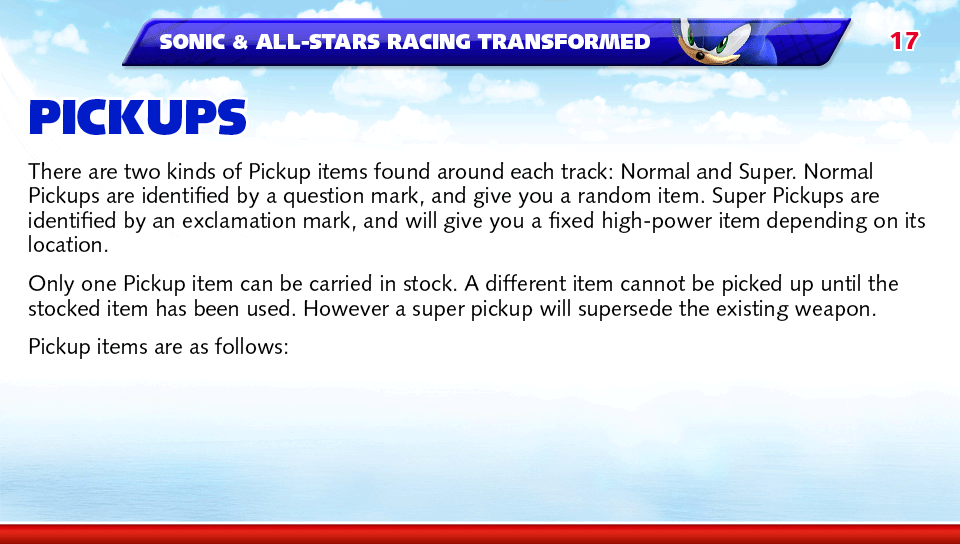 SONIC & ALL-STARS RACING TRANSFORMED
17
PICKUPS
There are two kinds of Pickup items found around each track: Normal and Super. Normal
Pickups are identified by a question mark, and give you a random item. Super Pickups are
identified by an exclamation mark, and will give you a fixed high-power item depending on its
location.
Only one Pickup item can be carried in stock. A different item cannot be picked up until the
stocked item has been used. However a super pickup will supersede the existing weapon.
Pickup items are as follows: